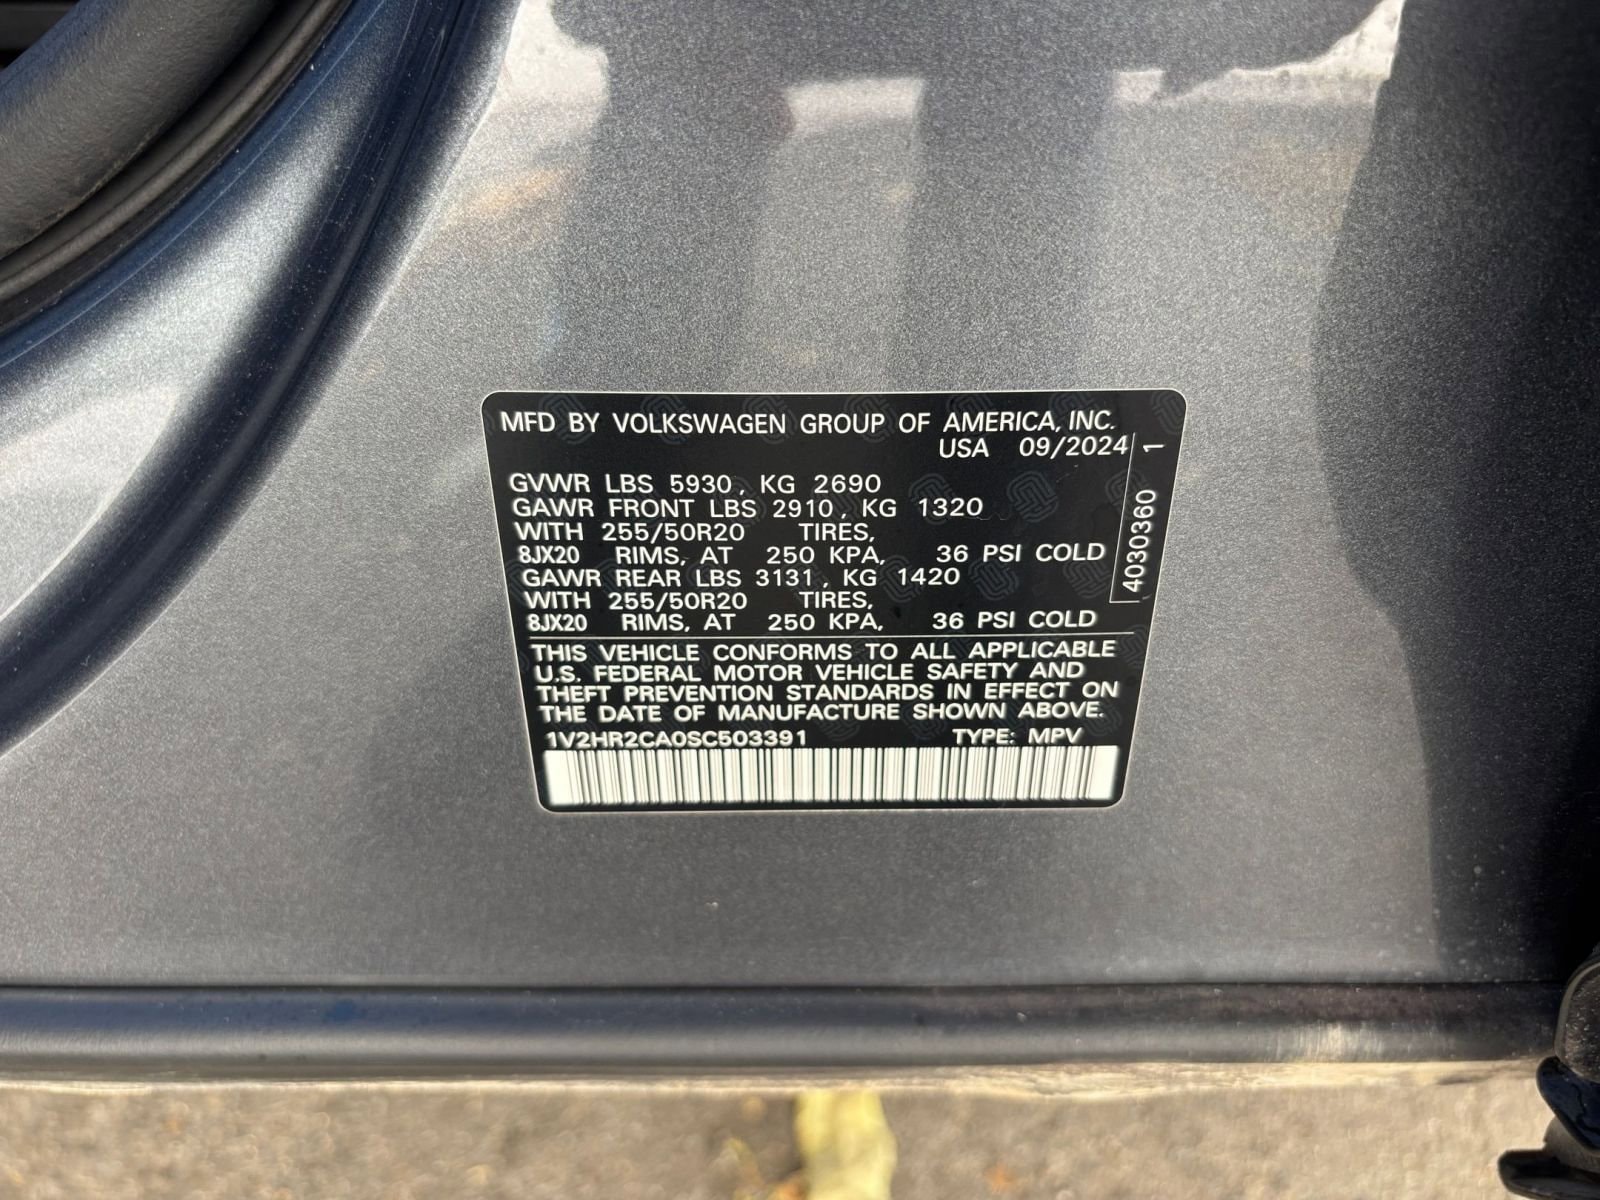 MFD BY VOLKSWAGEN GROUP OF AMERICA, INC.
USA 09/2024
GVWR LBS 5930, KG 2690
GAWR FRONT LBS 2910, KG 1320
WITH 255/50R20 TIRES,
8JX20 RIMS, AT 250 KPA, 36 PSI COLD
GAWR REAR LBS 3131, KG 1420
WITH 255/50R20 TIRES,
8JX20 RIMS, AT 250 KPA, 36 PSI COLD
THIS VEHICLE CONFORMS TO ALL APPLICABLE
U.S. FEDERAL MOTOR VEHICLE SAFETY AND
THEFT PREVENTION STANDARDS IN EFFECT ON
THE DATE OF MANUFACTURE SHOWN ABOVE.
1V2HR2CA0SC503391 TYPE: MPV
4030360 1